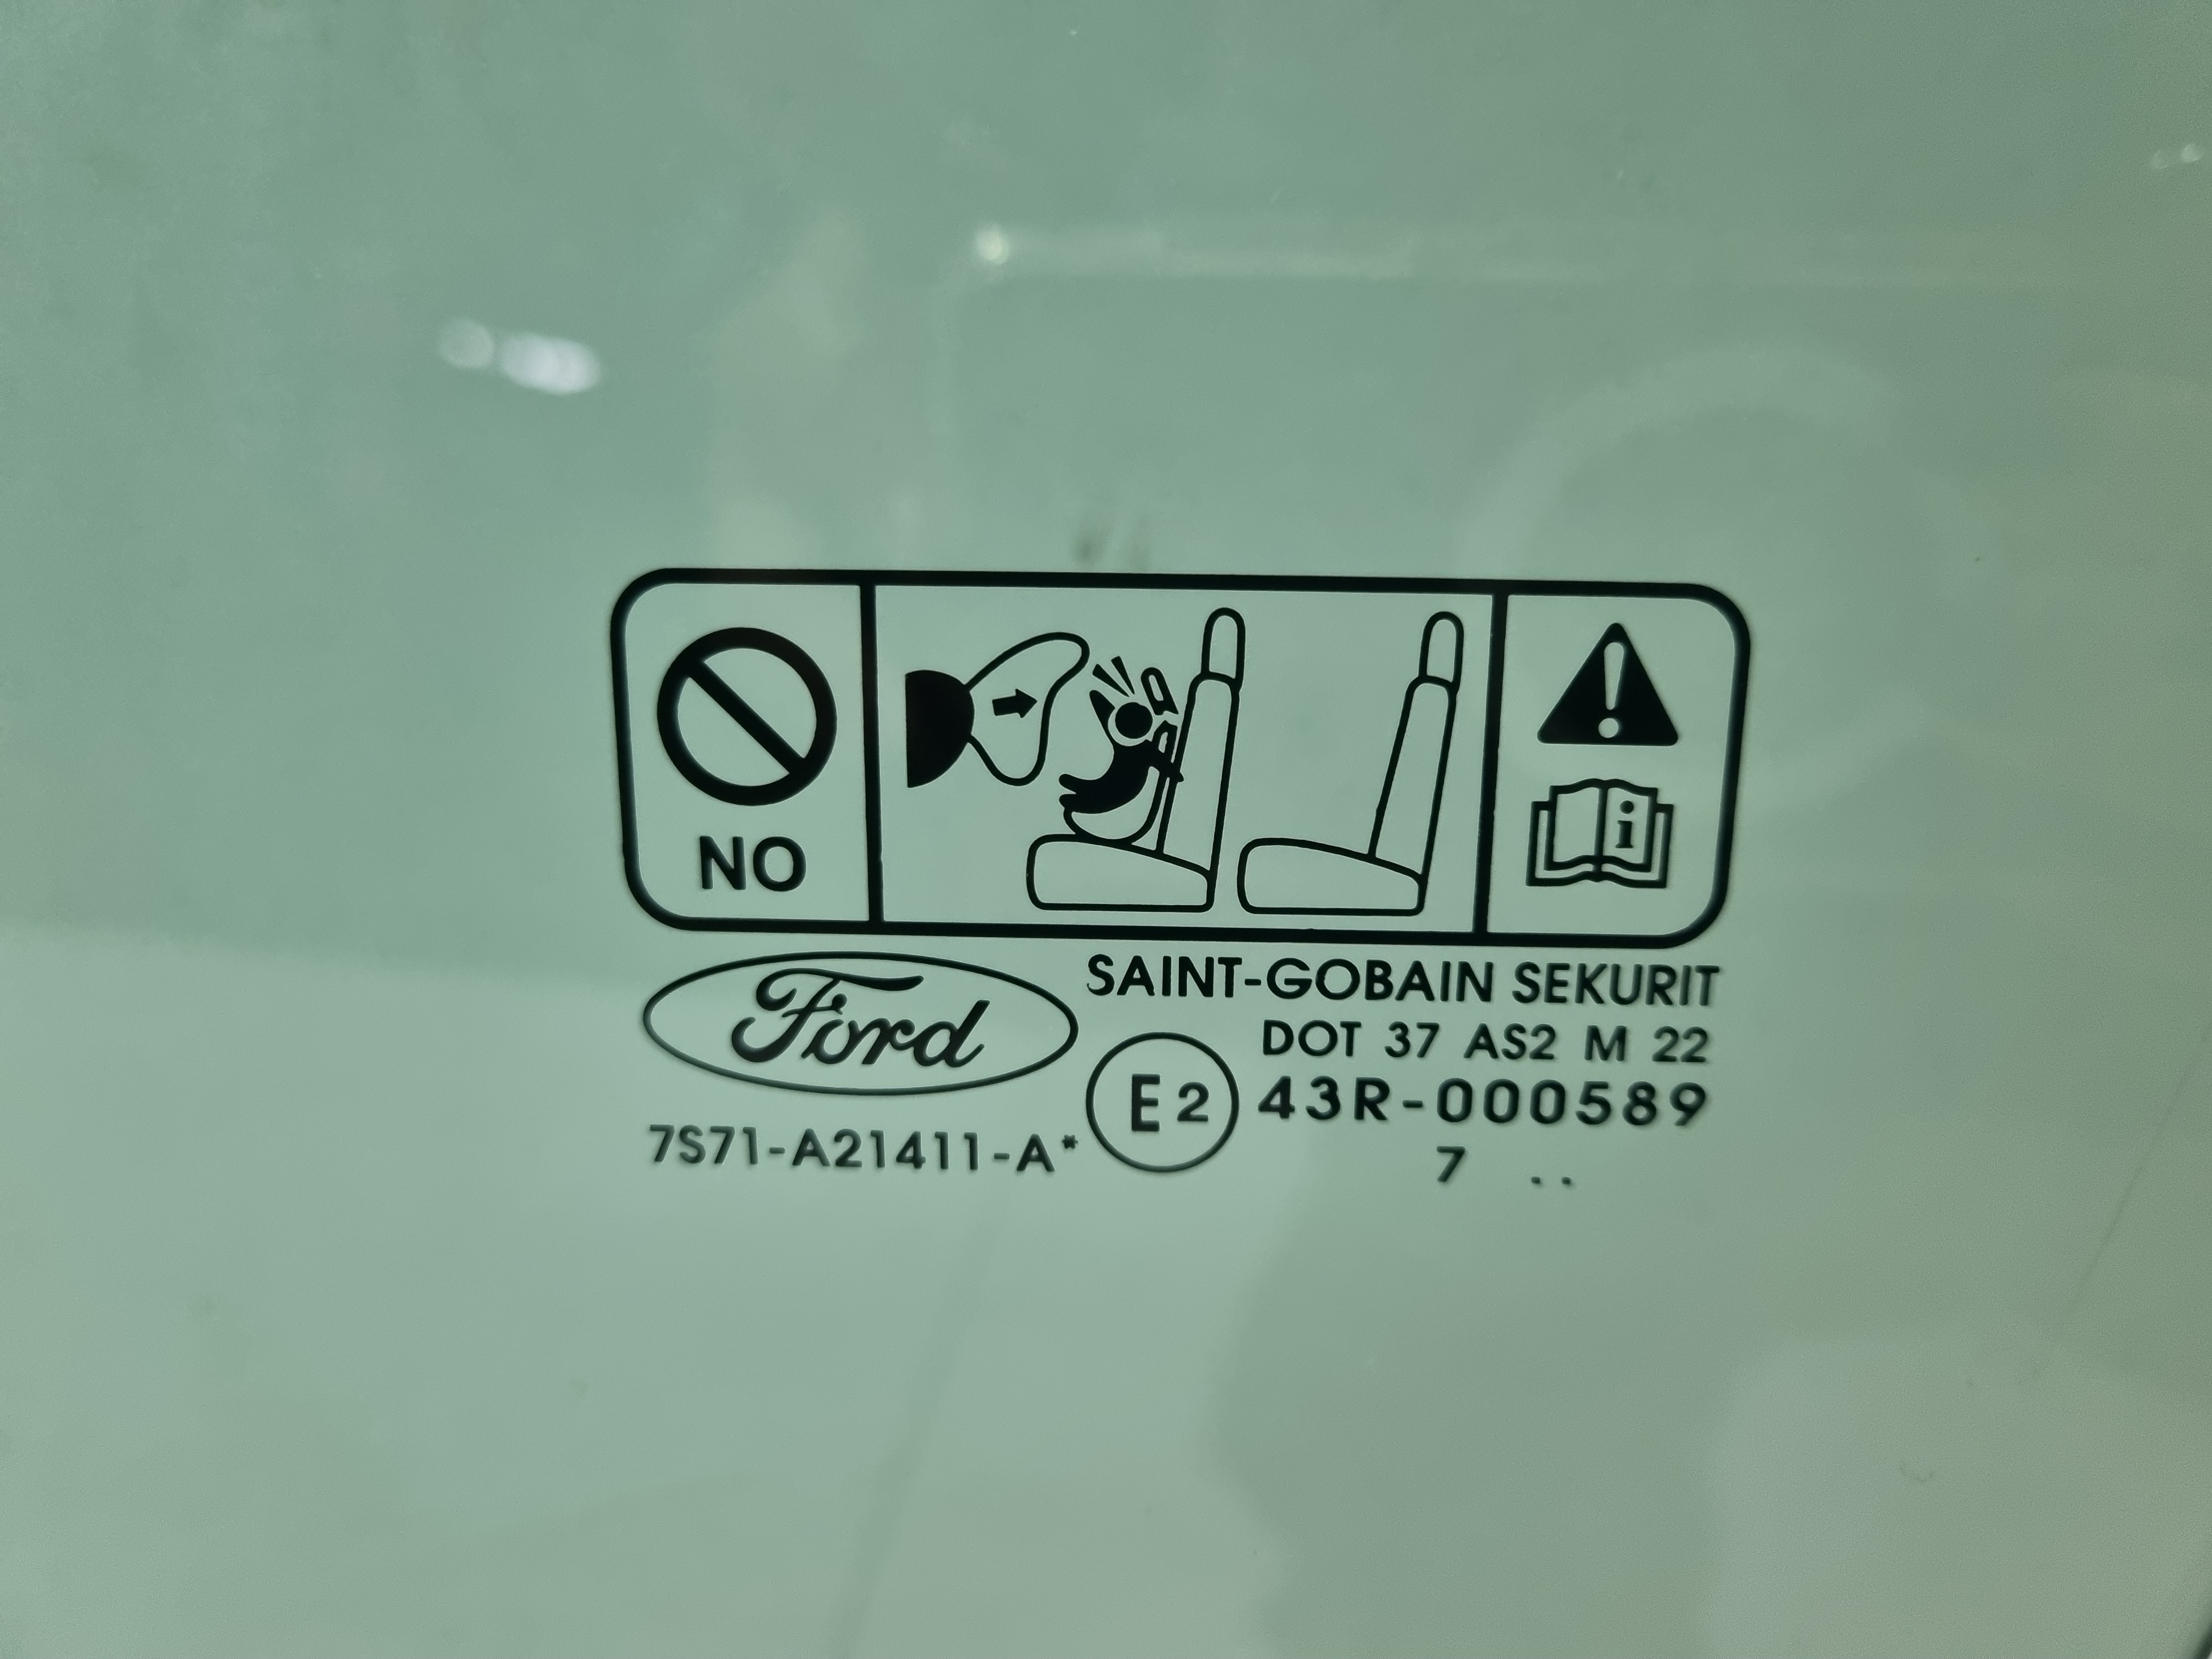 NO
i
Ford
7S71-A21411-A*
SAINT-GOBAIN SEKURIT
DOT 37 AS2 M 22
E2 43R-000589
7 ..